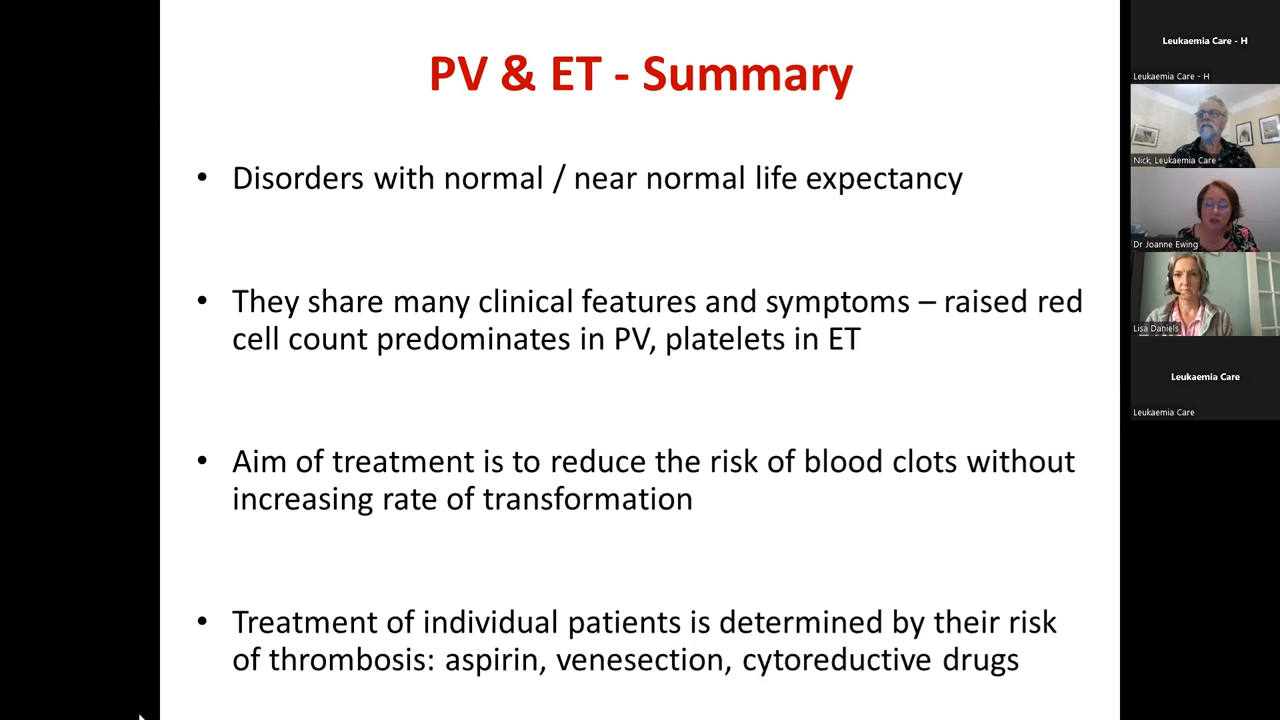 PV & ET - Summary
• Disorders with normal / near normal life expectancy
• They share many clinical features and symptoms – raised red
cell count predominates in PV, platelets in ET
• Aim of treatment is to reduce the risk of blood clots without
increasing rate of transformation
• Treatment of individual patients is determined by their risk
of thrombosis: aspirin, venesection, cytoreductive drugs
Leukaemia Care - H
Leukaemia Care - H
Nick, Leukaemia Care
Dr Joanne Ewing
Lisa Daniels
Leukaemia Care
Leukaemia Care